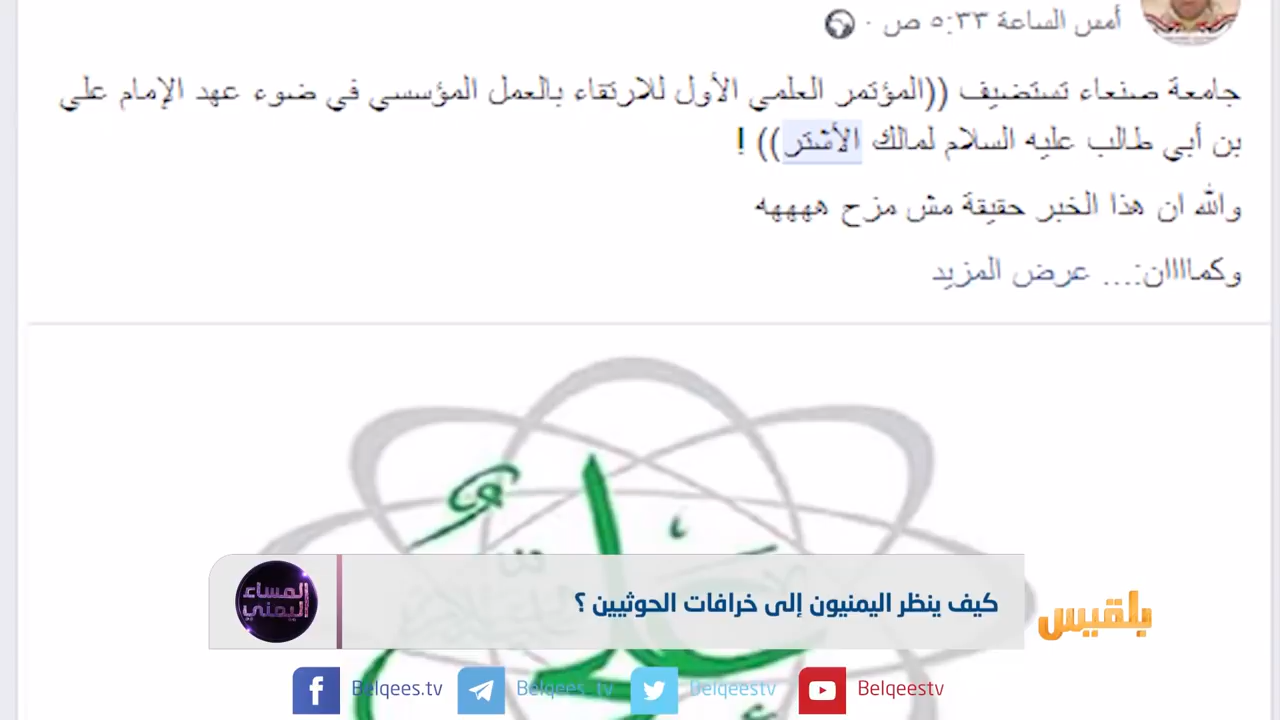 أمس الساعة ٥:٣٣ ص ·
جامعة صنعاء تستضيف ((المؤتمر العلمي الأول للارتقاء بالعمل المؤسسي في ضوء عهد الإمام علي
بن أبي طالب عليه السلام لمالك الأشتر)) !
والله ان هذا الخبر حقيقة مش مزح هههه
وكماااان:... عرض المزيد
كيف ينظر اليمنيون إلى خرافات الحوثيين ؟
المساء
اليمني
بلقيس
Belqees.tv
Belqees_tv
Belqeestv
Belqeestv